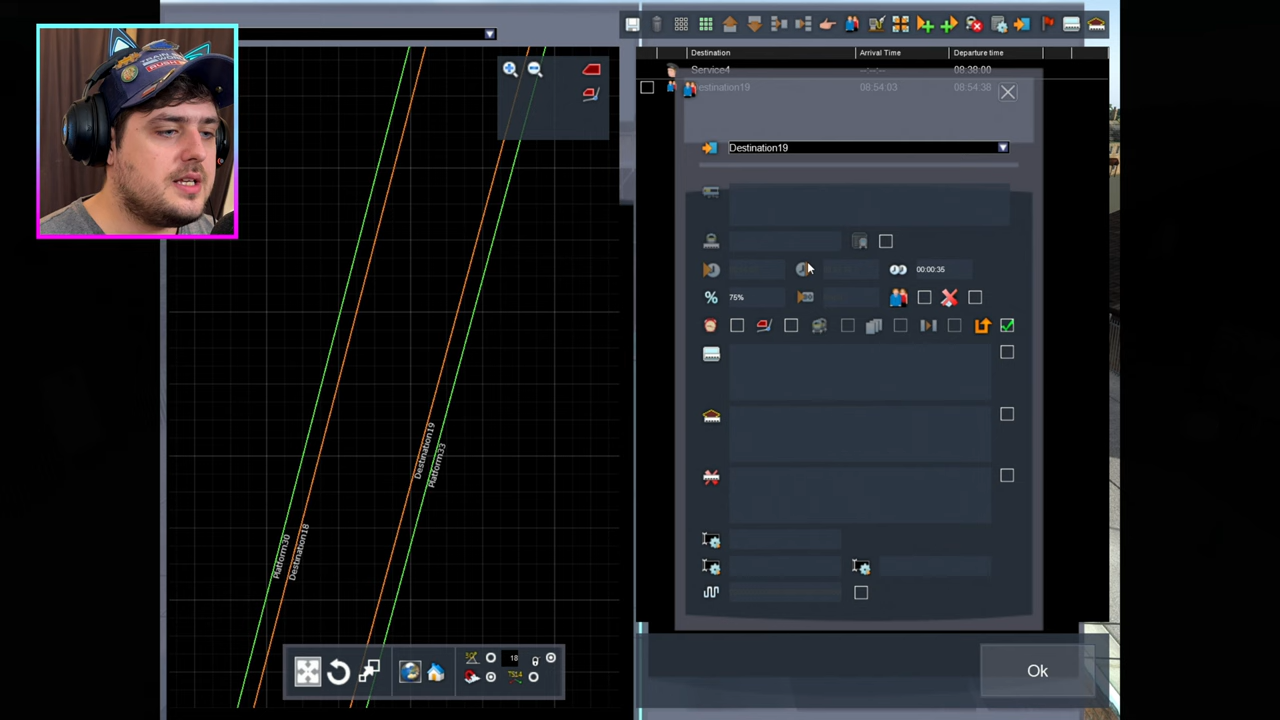 Destination Arrival Time Departure time
Service4 --:--:-- 08:38:00
estination19 08:54:03 08:54:38
Destination19
00:00:35
% 75%
Destination19
Platform33
Platform30
Destination18
18
TS14
Ok